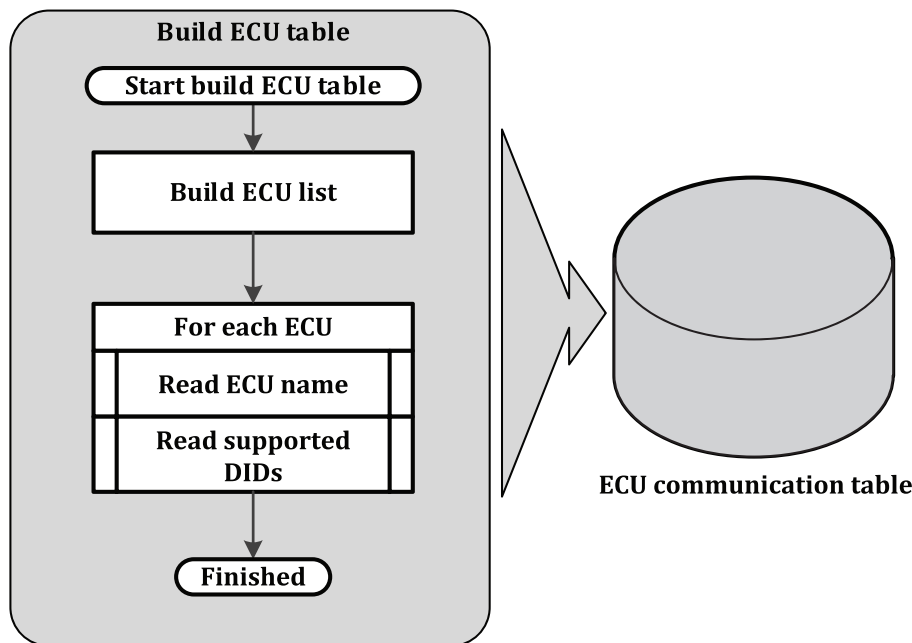 Build ECU table
Start build ECU table
Build ECU list
For each ECU
Read ECU name
Read supported
DIDs
Finished
ECU communication table